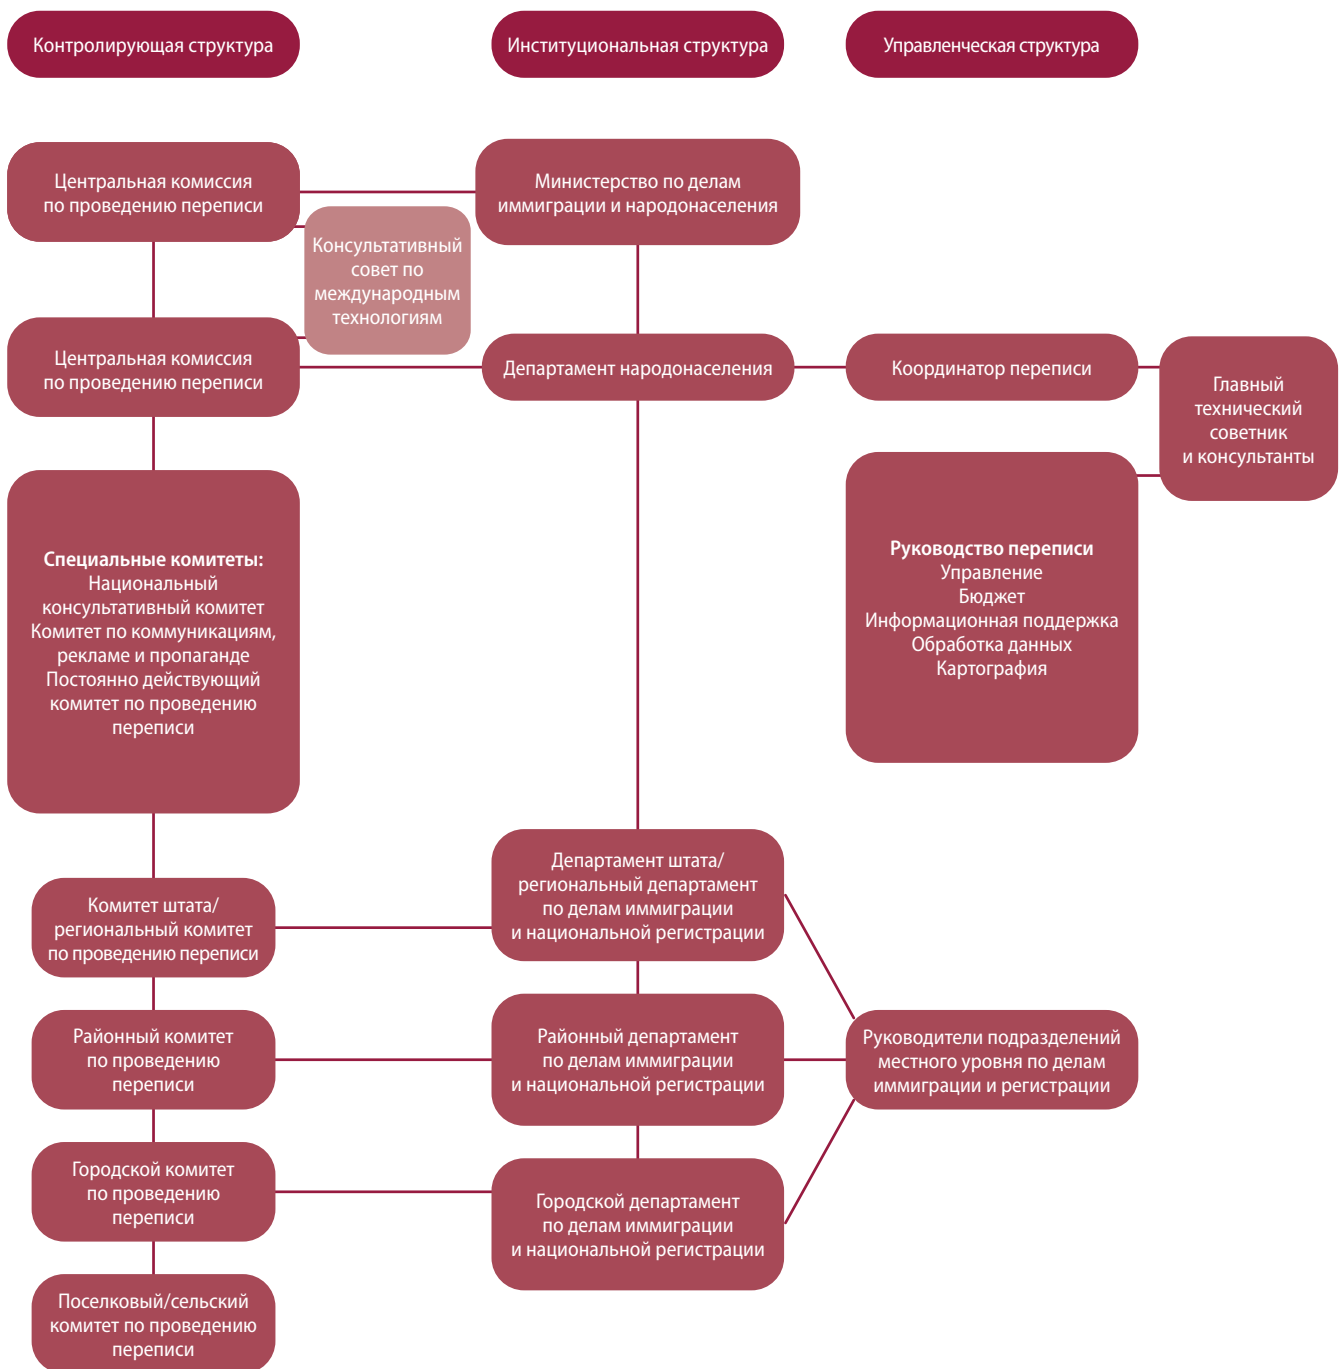 Контролирующая структура
Институциональная структура
Управленческая структура
Центральная комиссия
по проведению переписи
Министерство по делам
иммиграции и народонаселения
Консультативный
совет по
международным
технологиям
Центральная комиссия
по проведению переписи
Департамент народонаселения
Координатор переписи
Главный
технический
советник
и консультанты
Специальные комитеты:
Национальный
консультативный комитет
Комитет по коммуникациям,
рекламе и пропаганде
Постоянно действующий
комитет по проведению
переписи
Руководство переписи
Управление
Бюджет
Информационная поддержка
Обработка данных
Картография
Комитет штата/
региональный комитет
по проведению переписи
Департамент штата/
региональный департамент
по делам иммиграции
и национальной регистрации
Районный комитет
по проведению
переписи
Районный департамент
по делам иммиграции
и национальной регистрации
Руководители подразделений
местного уровня по делам
иммиграции и регистрации
Городской комитет
по проведению
переписи
Городской департамент
по делам иммиграции
и национальной регистрации
Поселковый/сельский
комитет по проведению
переписи